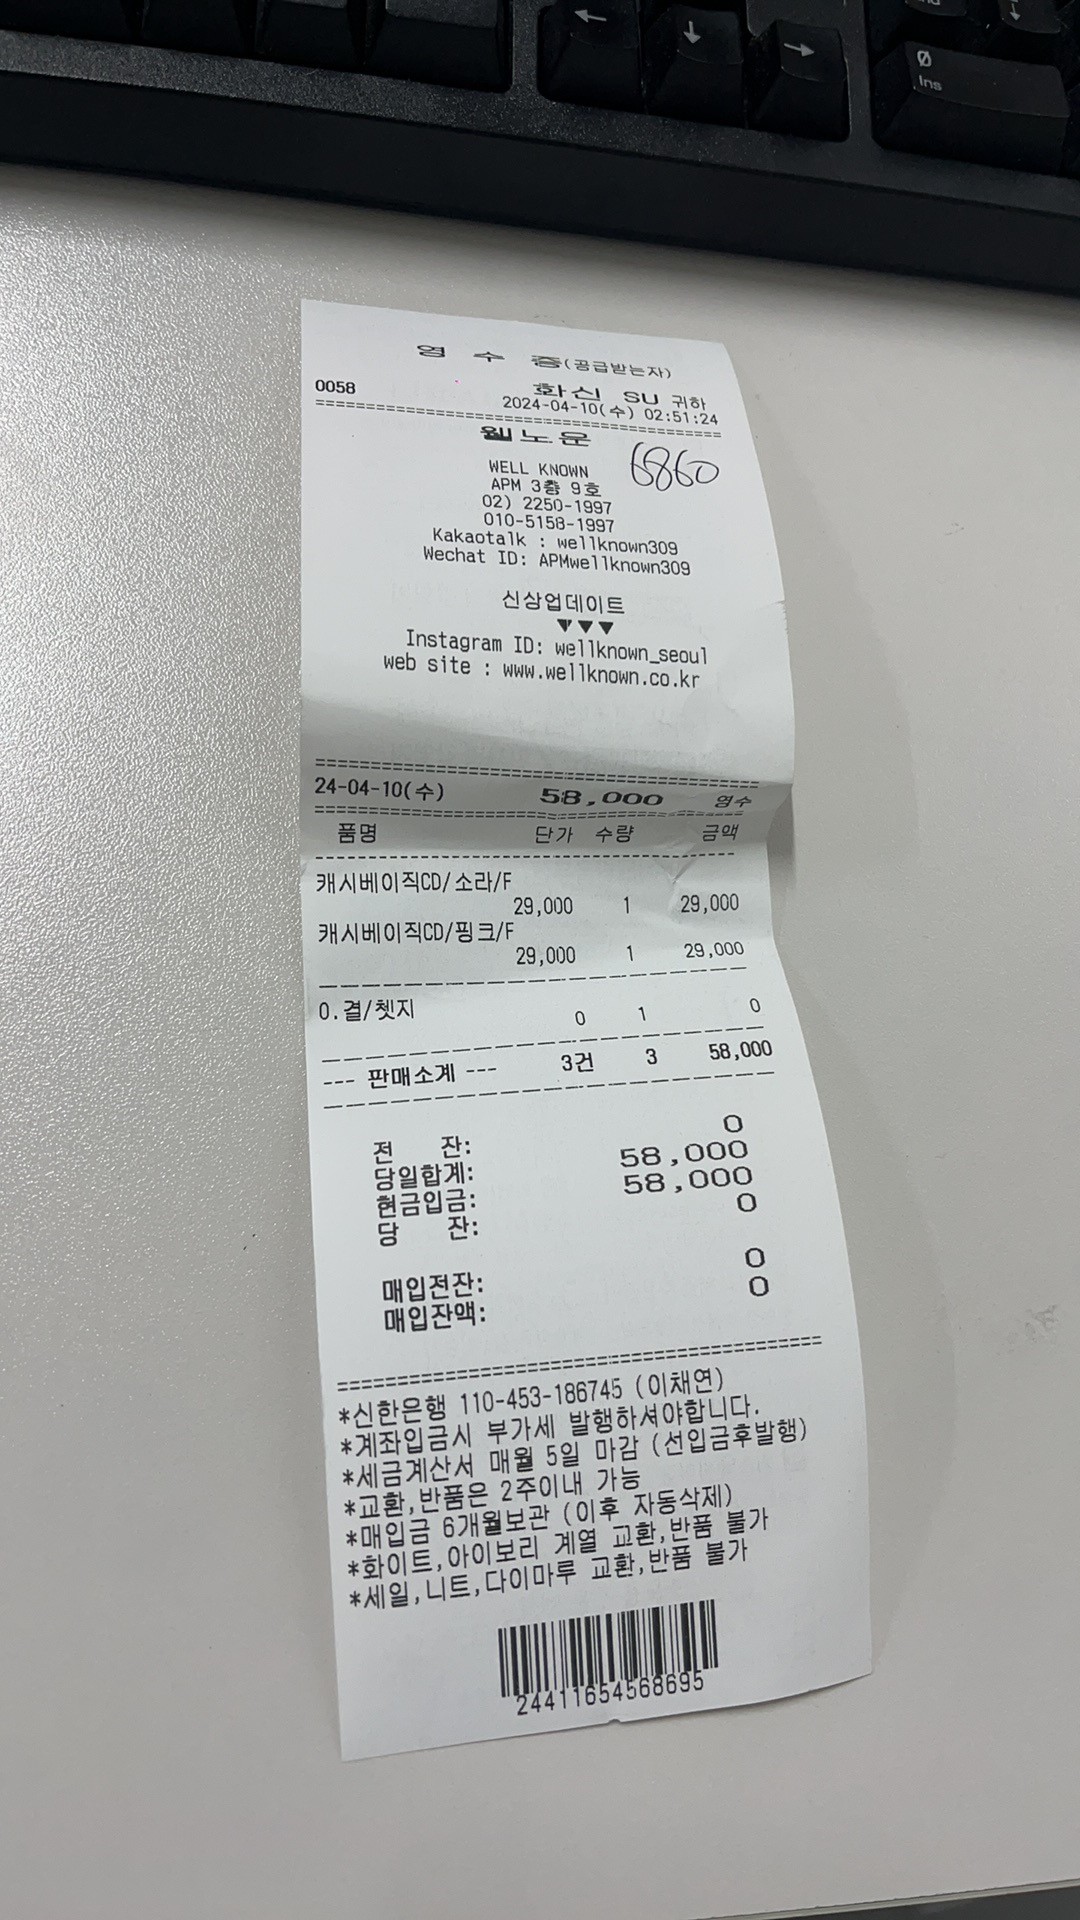 ←
↓
→
↓
0
Ins
영 수 증(공급받는자)
화신 SU 귀하
0058
2024-04-10(수) 02:51:24
웰노운
6860
WELL KNOWN
APM 3층 9호
02) 2250-1997
010-5158-1997
Kakaotalk : wellknown309
Wechat ID: APMwellknown309
신상업데이트
▼▼▼
Instagram ID: wellknown_seoul
web site : www.wellknown.co.kr
24-04-10(수) 58,000 영수
품명 단가 수량 금액
캐시베이직CD/소라/F
29,000 1 29,000
캐시베이직CD/핑크/F
29,000 1 29,000
0.결/쳇지 0 1 0
--- 판매소계 --- 3건 3 58,000
전 잔: 0
당일합계: 58,000
현금입금: 58,000
당 잔: 0
매입전잔: 0
매입잔액: 0
*신한은행 110-453-186745 (이채연)
*계좌입금시 부가세 발행하셔야합니다.
*세금계산서 매월 5일 마감 (선입금후발행)
*교환,반품은 2주이내 가능
*매입금 6개월보관 (이후 자동삭제)
*화이트,아이보리 계열 교환,반품 불가
*세일,니트,다이마루 교환,반품 불가
24411654568695